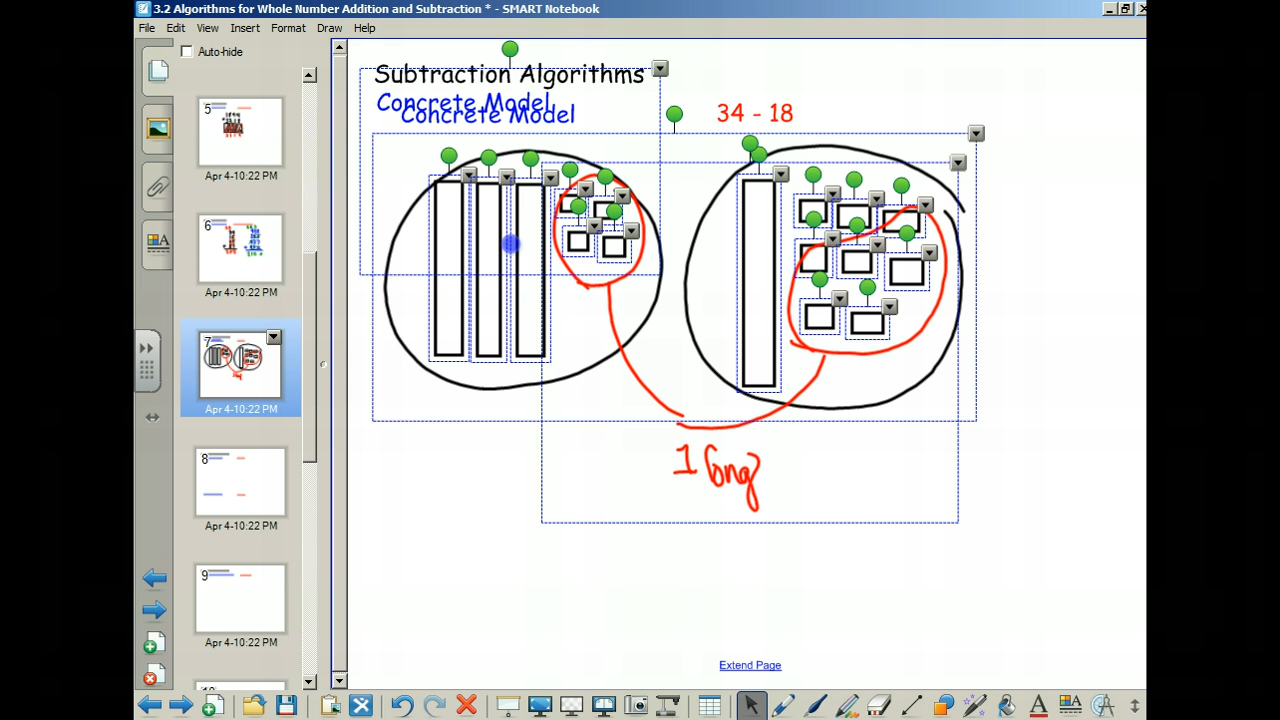 3.2 Algorithms for Whole Number Addition and Subtraction * - SMART Notebook
File Edit View Insert Format Draw Help
Auto-hide
5
Apr 4-10:22 PM
6
Apr 4-10:22 PM
7
Apr 4-10:22 PM
8
Apr 4-10:22 PM
9
Apr 4-10:22 PM
Subtraction Algorithms
Concrete Model
Concrete Model
34 - 18
1 long
Extend Page